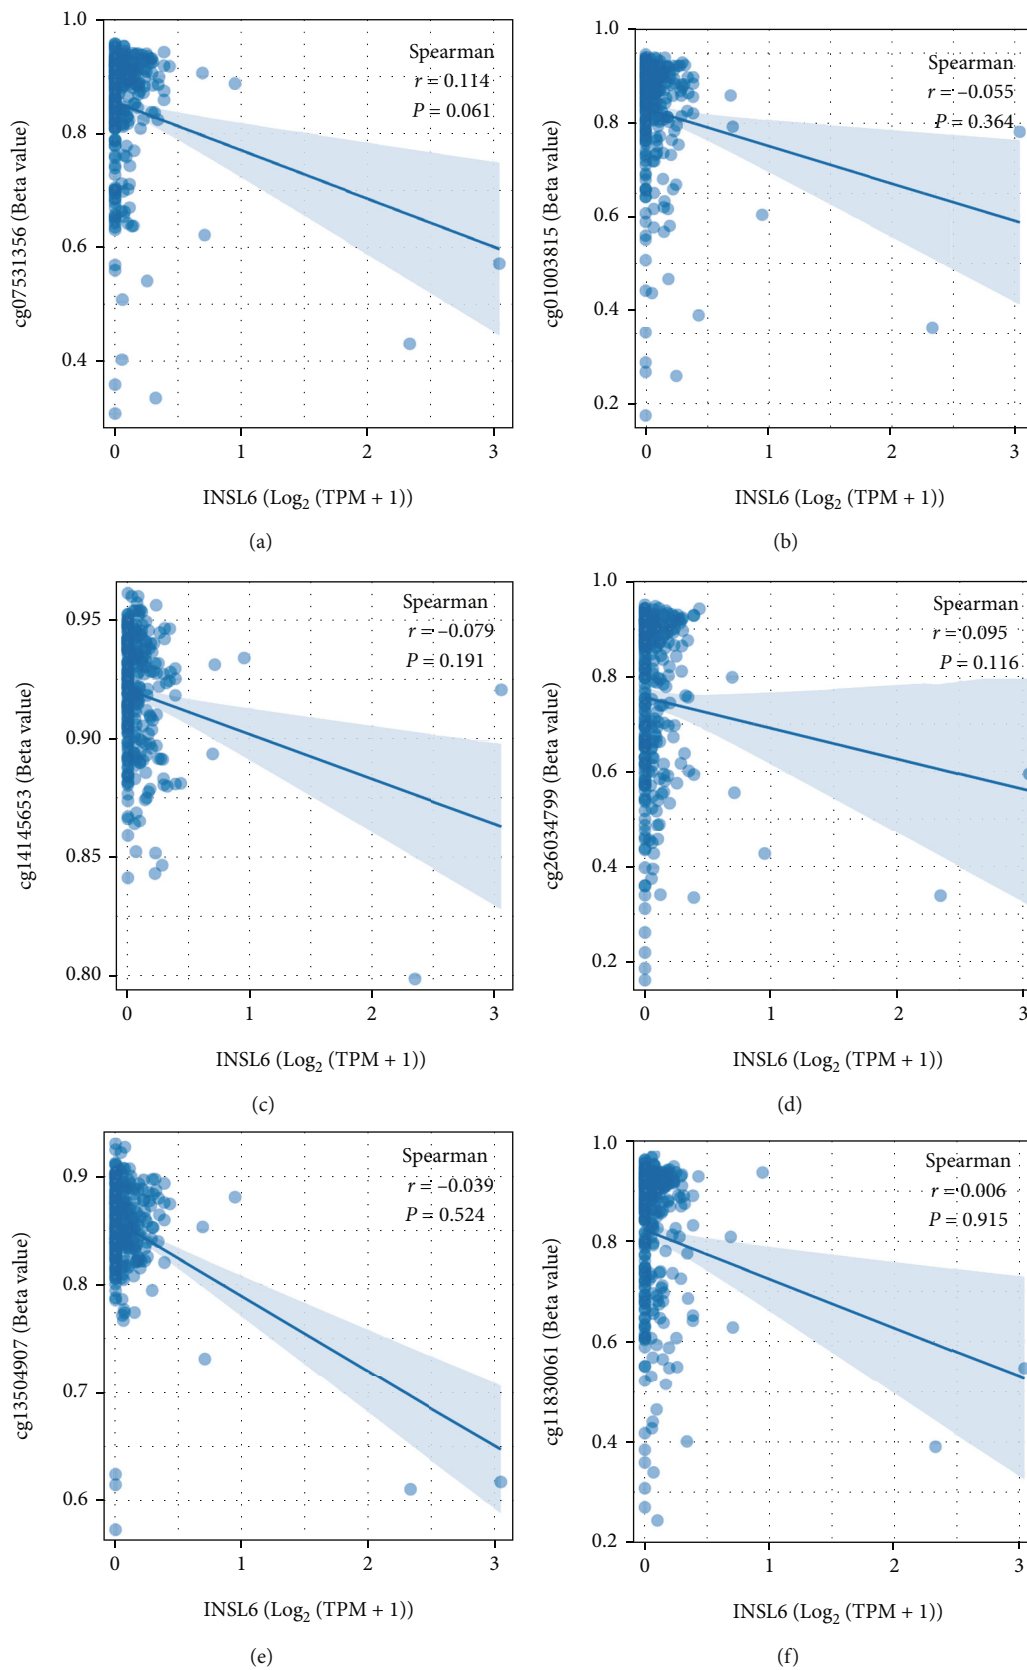 1.0
0.8
0.6
0.4
cg07531356 (Beta value)
Spearman
r = 0.114
P = 0.061
0 1 2 3
INSL6 (Log2 (TPM + 1))
(a)
1.0
0.8
0.6
0.4
0.2
cg01003815 (Beta value)
Spearman
r = –0.055
P = 0.364
0 1 2 3
INSL6 (Log2 (TPM + 1))
(b)
0.95
0.90
0.85
0.80
cg14145653 (Beta value)
Spearman
r = –0.079
P = 0.191
0 1 2 3
INSL6 (Log2 (TPM + 1))
(c)
1.0
0.8
0.6
0.4
0.2
cg26034799 (Beta value)
Spearman
r = 0.095
P = 0.116
0 1 2 3
INSL6 (Log2 (TPM + 1))
(d)
0.9
0.8
0.7
0.6
cg13504907 (Beta value)
Spearman
r = –0.039
P = 0.524
0 1 2 3
INSL6 (Log2 (TPM + 1))
(e)
1.0
0.8
0.6
0.4
0.2
cg11830061 (Beta value)
Spearman
r = 0.006
P = 0.915
0 1 2 3
INSL6 (Log2 (TPM + 1))
(f)